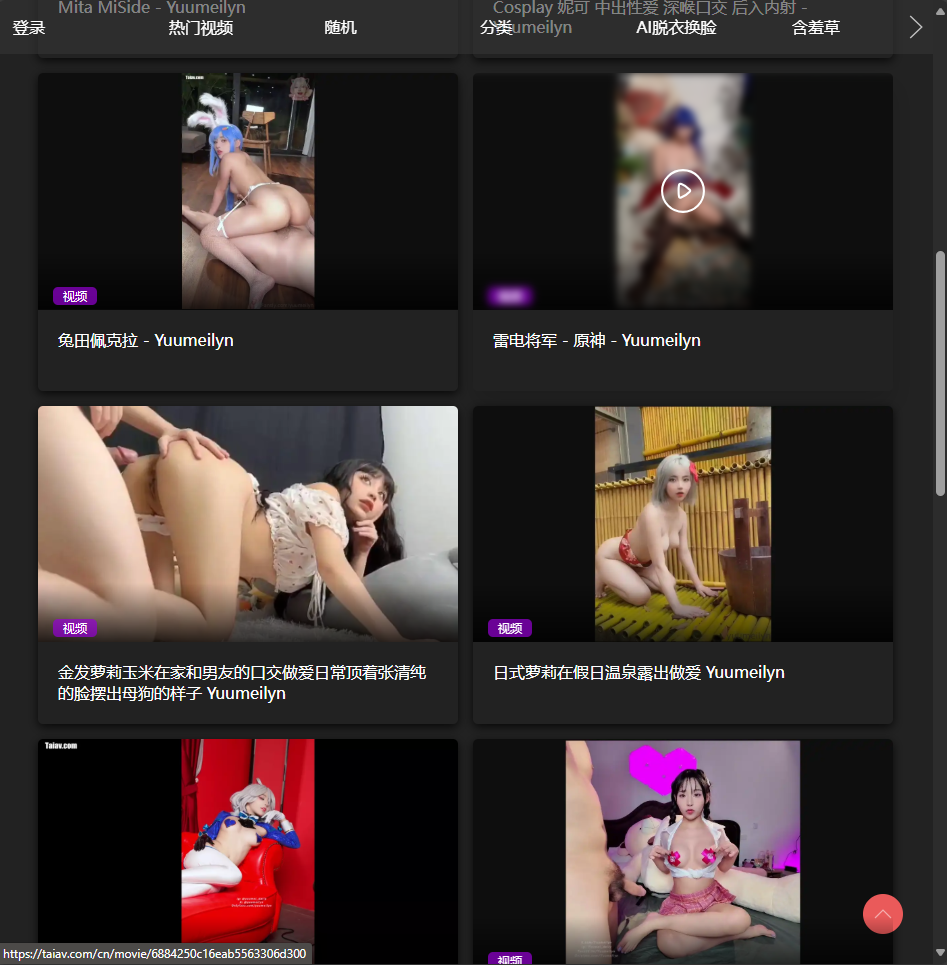 Mita MiSide - Yuumeilyn
Cosplay 妮可 中出性爱 深喉口交 后入内射 -
Yuumeilyn
登录
热门视频
随机
分类
AI脱衣换脸
含羞草
Taiav.com
视频
兔田佩克拉 - Yuumeilyn
雷电将军 - 原神 - Yuumeilyn
视频
金发萝莉玉米在家和男友的口交做爱日常顶着张清纯
的脸摆出母狗的样子 Yuumeilyn
视频
日式萝莉在假日温泉露出做爱 Yuumeilyn
Taiav.com
视频
https://taiav.com/cn/movie/6884250c16eab5563306d300